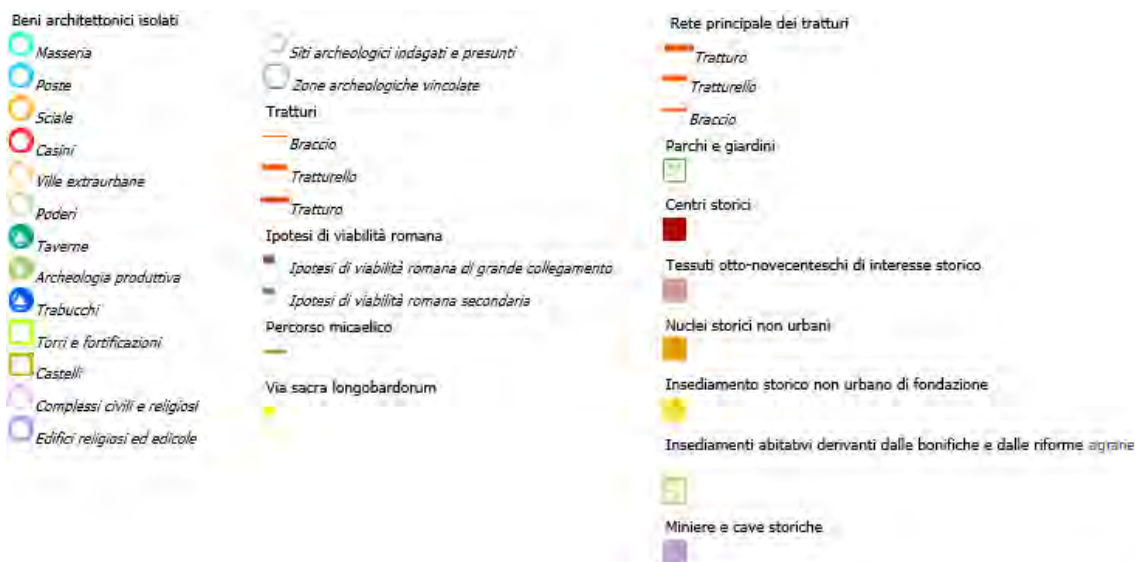 Beni architettonici isolati
Masseria
Poste
Sciale
Casini
Ville extraurbane
Poderi
Taverne
Archeologia produttiva
Trabucchi
Torri e fortificazioni
Castelli
Complessi civili e religiosi
Edifici religiosi ed edicole
Siti archeologici indagati e presunti
Zone archeologiche vincolate
Tratturi
Braccio
Tratturello
Tratturo
Ipotesi di viabilità romana
Ipotesi di viabilità romana di grande collegamento
Ipotesi di viabilità romana secondaria
Percorso micaelico
Via sacra longobardorum
Rete principale dei tratturi
Tratturo
Tratturello
Braccio
Parchi e giardini
Centri storici
Tessuti otto-novecenteschi di interesse storico
Nuclei storici non urbani
Insediamento storico non urbano di fondazione
Insediamenti abitativi derivanti dalle bonifiche e dalle riforme agrarie
Miniere e cave storiche